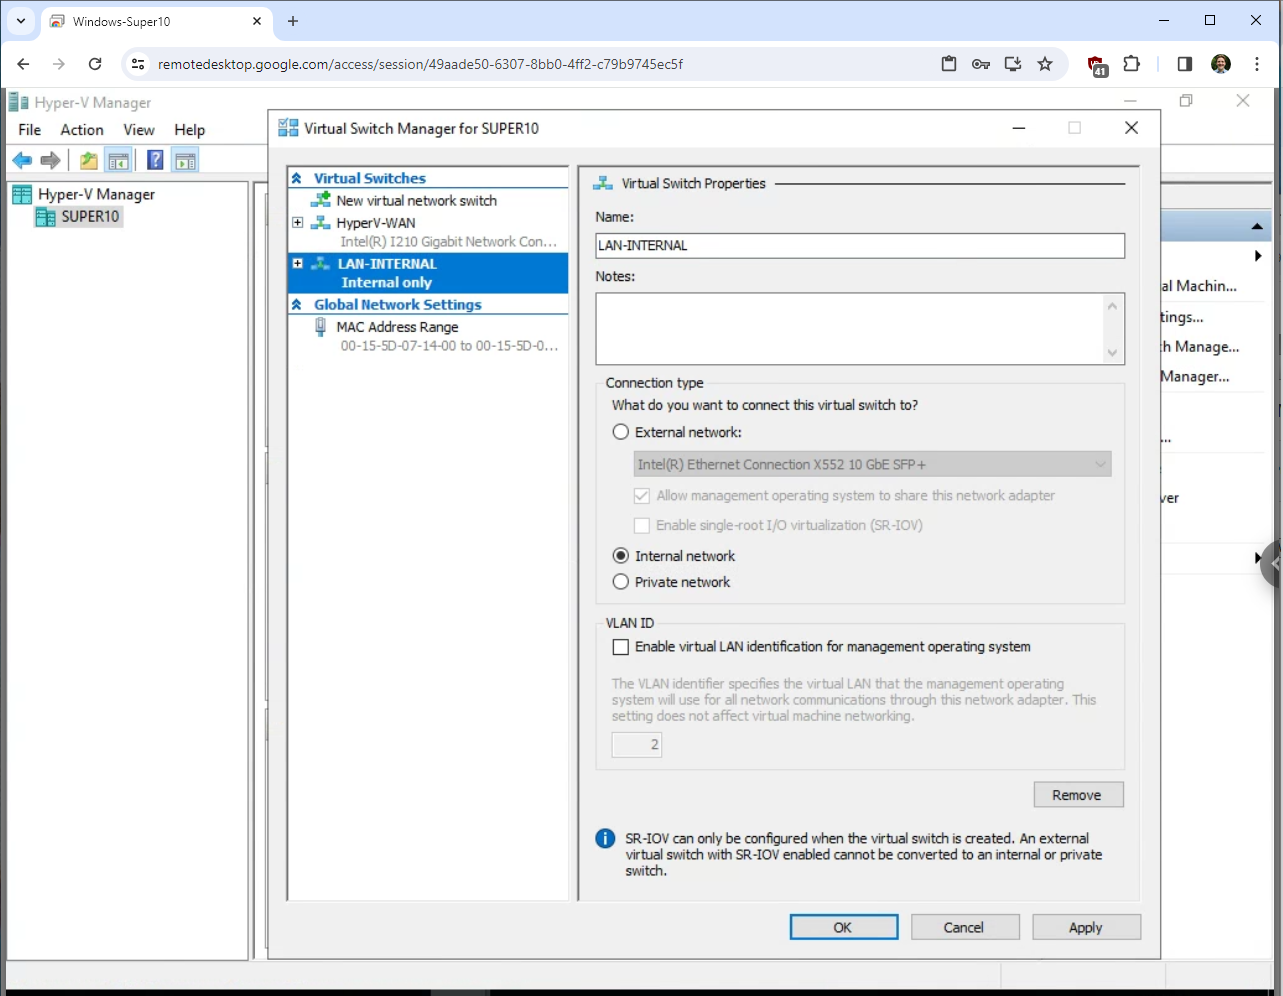 Windows-Super10
remotedesktop.google.com/access/session/49aade50-6307-8bb0-4ff2-c79b9745ec5f
41
Hyper-V Manager
File Action View Help
Hyper-V Manager
SUPER10
Virtual Switch Manager for SUPER10
Virtual Switches
New virtual network switch
HyperV-WAN
Intel(R) I210 Gigabit Network Con...
LAN-INTERNAL
Internal only
Global Network Settings
MAC Address Range
00-15-5D-07-14-00 to 00-15-5D-0...
Virtual Switch Properties
Name:
LAN-INTERNAL
Notes:
Connection type
What do you want to connect this virtual switch to?
External network:
Intel(R) Ethernet Connection X552 10 GbE SFP+
Allow management operating system to share this network adapter
Enable single-root I/O virtualization (SR-IOV)
Internal network
Private network
VLAN ID
Enable virtual LAN identification for management operating system
The VLAN identifier specifies the virtual LAN that the management operating
system will use for all network communications through this network adapter. This
setting does not affect virtual machine networking.
2
Remove
SR-IOV can only be configured when the virtual switch is created. An external
virtual switch with SR-IOV enabled cannot be converted to an internal or private
switch.
OK Cancel Apply
al Machin...
tings...
h Manage...
Manager...
...
ver